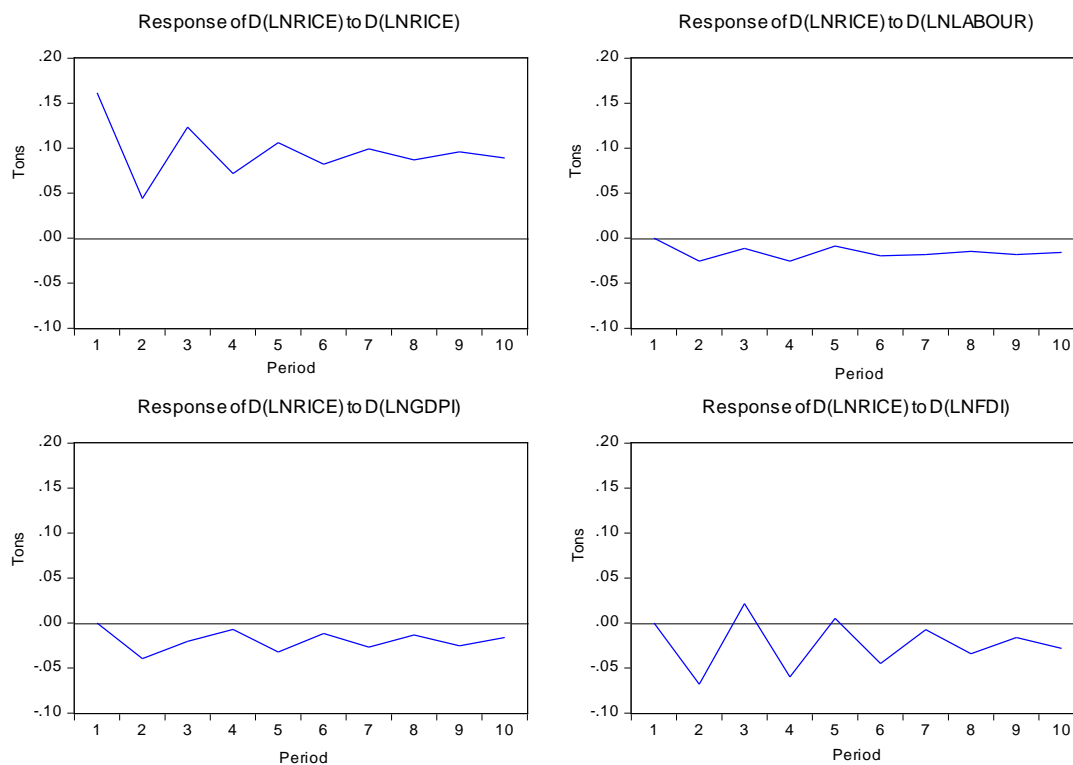 Response of D(LNRICE) to D(LNRICE)
.20
.15
.10
.05
.00
-.05
-.10
Tons
1 2 3 4 5 6 7 8 9 10
Period
Response of D(LNRICE) to D(LNLABOUR)
.20
.15
.10
.05
.00
-.05
-.10
Tons
1 2 3 4 5 6 7 8 9 10
Period
Response of D(LNRICE) to D(LNGDPI)
.20
.15
.10
.05
.00
-.05
-.10
Tons
1 2 3 4 5 6 7 8 9 10
Period
Response of D(LNRICE) to D(LNFDI)
.20
.15
.10
.05
.00
-.05
-.10
Tons
1 2 3 4 5 6 7 8 9 10
Period